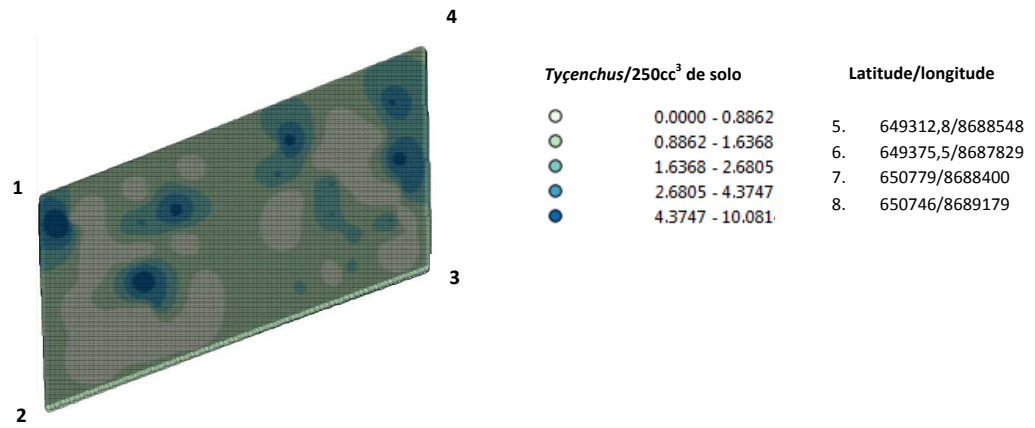 4
1
3
2
Tyçenchus/250cc³ de solo
0.0000 - 0.8862
0.8862 - 1.6368
1.6368 - 2.6805
2.6805 - 4.3747
4.3747 - 10.081
Latitude/longitude
5. 649312,8/8688548
6. 649375,5/8687829
7. 650779/8688400
8. 650746/8689179